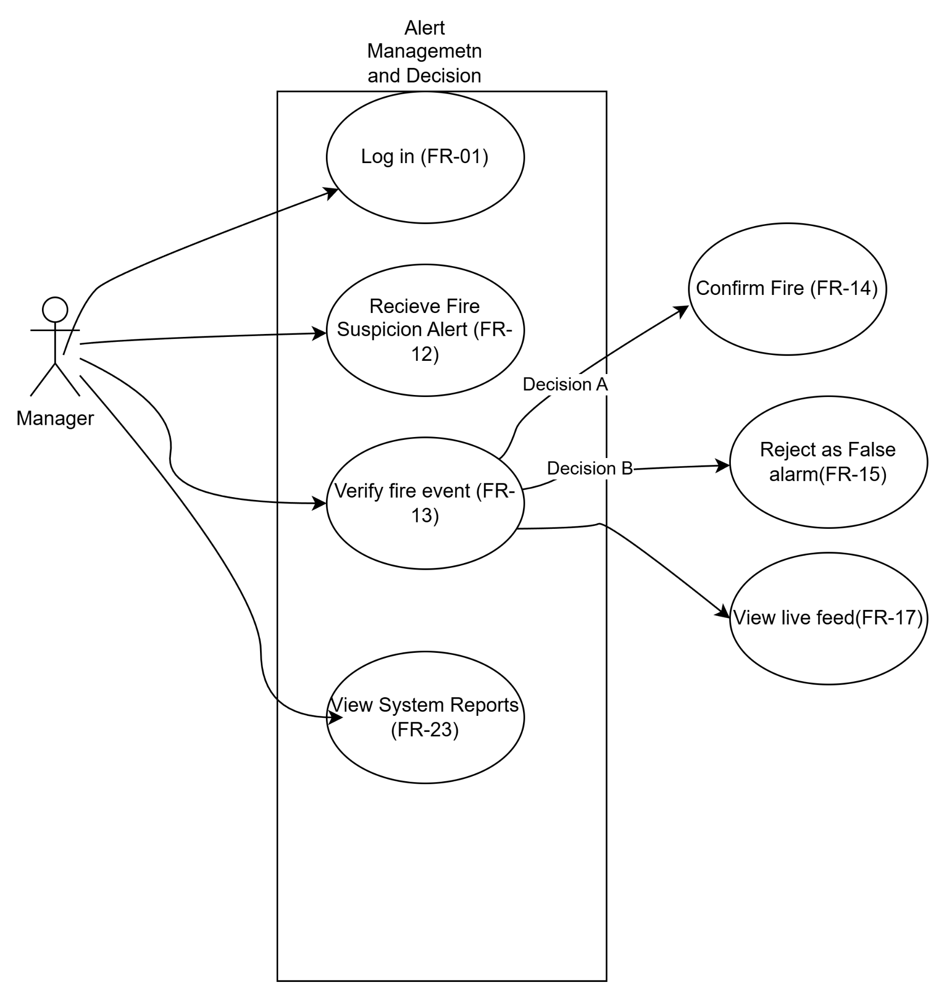 Alert
Managemetn
and Decision
Log in (FR-01)
Recieve Fire
Suspicion Alert (FR-
12)
Confirm Fire (FR-14)
Decision A
Manager
Reject as False
alarm(FR-15)
Decision B
Verify fire event (FR-
13)
View live feed(FR-17)
View System Reports
(FR-23)